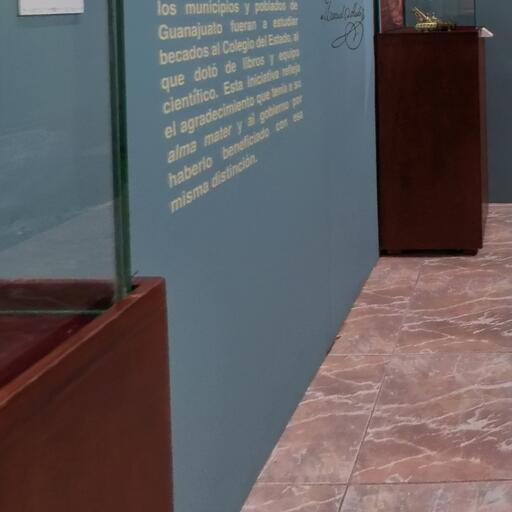 los municipios y poblados de
Guanajuato fueran a estudiar
becados al Colegio del Estado, al
que dotó de libros y equipo
científico. Esta iniciativa refleja
el agradecimiento que tenía a su
alma mater y al gobierno por
haberlo beneficiado con esa
misma distinción.